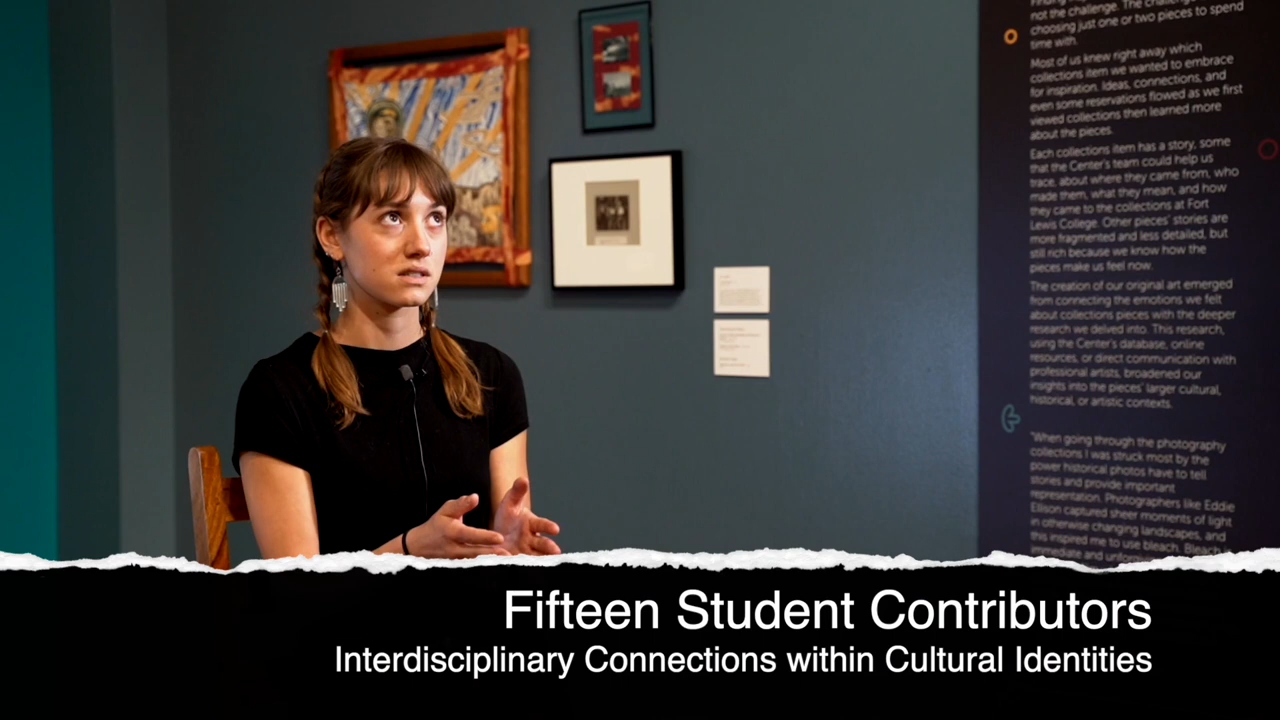 not the challenge. The challenge
choosing just one or two pieces to spend
time with.
Most of us knew right away which
collections item we wanted to embrace
for inspiration. Ideas, connections, and
even some reservations flowed as we first
viewed collections then learned more
about the pieces.
Each collections item has a story, some
that the Center's team could help us
trace, about where they came from, who
made them, what they mean, and how
they came to the collections at Fort
Lewis College. Other pieces' stories are
more fragmented and less detailed, but
still rich because we know how the
pieces make us feel now.
The creation of our original art emerged
from connecting the emotions we felt
about collections pieces with the deeper
research we delved into. This research,
using the Center's database, online
resources, or direct communication with
professional artists, broadened our
insights into the pieces' larger cultural,
historical, or artistic contexts.
"When going through the photography
collections I was struck most by the
power historical photos have to tell
stories and provide important
representation. Photographers like Eddie
Ellison captured sheer moments of light
in otherwise changing landscapes, and
this inspired me to use bleach. Bleach
Fifteen Student Contributors
Interdisciplinary Connections within Cultural Identities